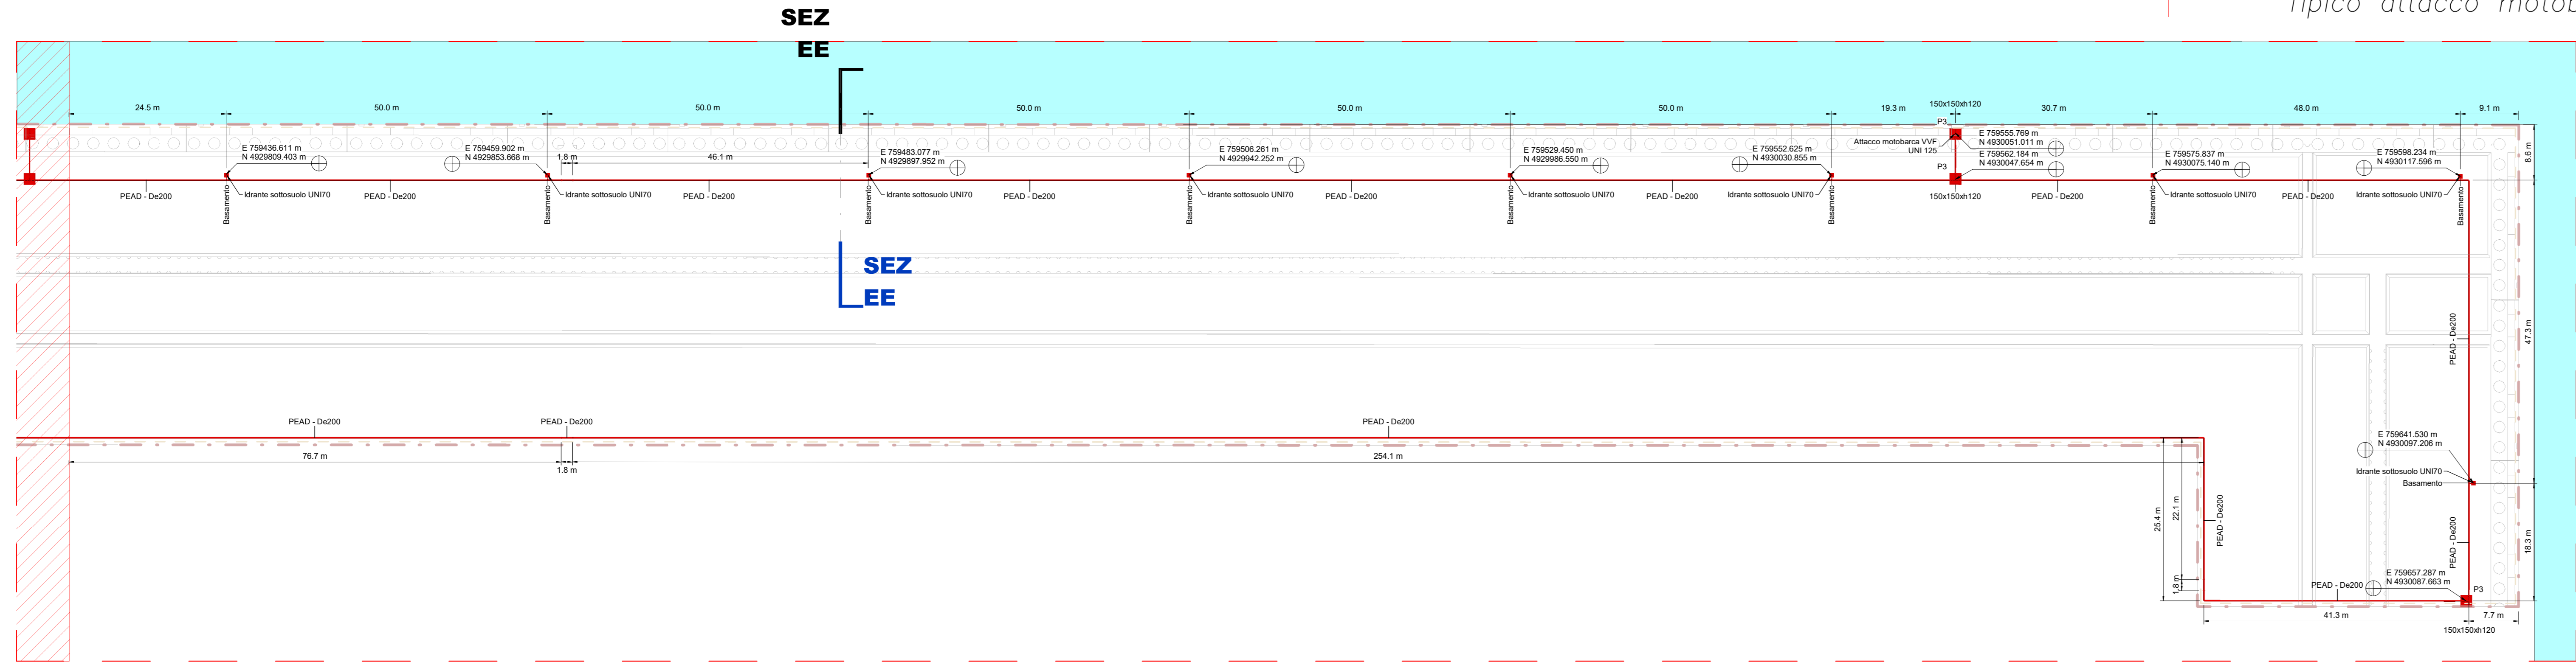 Tipico attacco
SEZ
EE
24.5 m
50.0 m
50.0 m
50.0 m
50.0 m
50.0 m
19.3 m
150x150xh120
30.7 m
48.0 m
9.1 m
P3
E 759436.611 m
N 4929809.403 m
E 759459.902 m
N 4929853.668 m
1.8 m
46.1 m
E 759483.077 m
N 4929897.952 m
E 759506.261 m
N 4929942.252 m
E 759529.450 m
N 4929986.550 m
E 759552.625 m
N 4930030.855 m
Attacco motobarca VVF
UNI 125
E 759555.769 m
N 4930051.011 m
P3
E 759562.184 m
N 4930047.654 m
E 759575.837 m
N 4930075.140 m
E 759598.234 m
N 4930117.596 m
8.6 m
PEAD - De200
Basamento
Idrante sottosuolo UNI70
PEAD - De200
Basamento
Idrante sottosuolo UNI70
PEAD - De200
Basamento
Idrante sottosuolo UNI70
PEAD - De200
Basamento
Idrante sottosuolo UNI70
PEAD - De200
Basamento
Idrante sottosuolo UNI70
PEAD - De200
Idrante sottosuolo UNI70
Basamento
150x150xh120
PEAD - De200
Basamento
Idrante sottosuolo UNI70
PEAD - De200
Idrante sottosuolo UNI70
Basamento
SEZ
EE
PEAD - De200
47.3 m
PEAD - De200
PEAD - De200
PEAD - De200
76.7 m
1.8 m
254.1 m
E 759641.530 m
N 4930097.206 m
Idrante sottosuolo UNI70
Basamento
25.4 m
22.1 m
1.8 m
PEAD - De200
PEAD - De200
18.3 m
E 759657.287 m
N 4930087.663 m
PEAD - De200
P3
41.3 m
7.7 m
150x150xh120